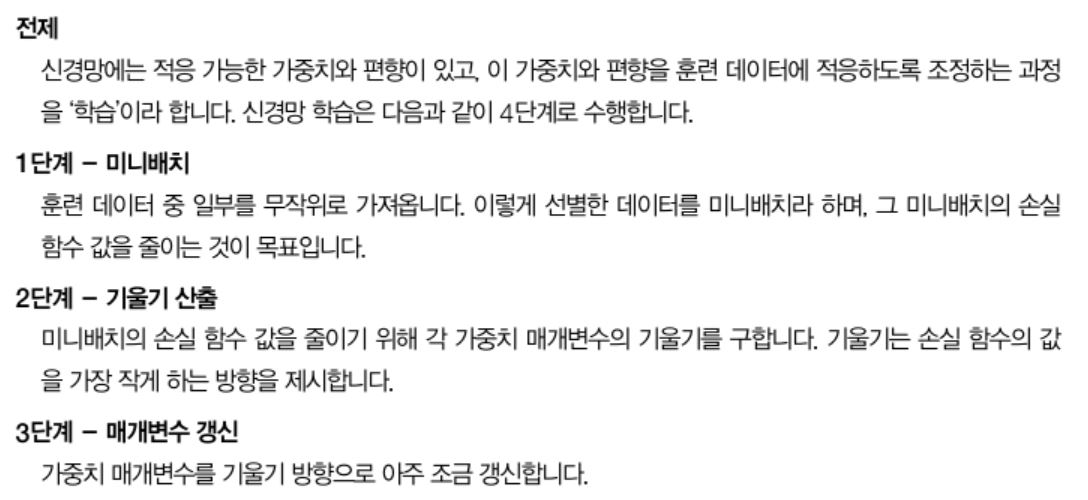 전제
신경망에는 적응 가능한 가중치와 편향이 있고, 이 가중치와 편향을 훈련 데이터에 적응하도록 조정하는 과정
을 ‘학습’이라 합니다. 신경망 학습은 다음과 같이 4단계로 수행합니다.
1단계 – 미니배치
훈련 데이터 중 일부를 무작위로 가져옵니다. 이렇게 선별한 데이터를 미니배치라 하며, 그 미니배치의 손실
함수 값을 줄이는 것이 목표입니다.
2단계 – 기울기 산출
미니배치의 손실 함수 값을 줄이기 위해 각 가중치 매개변수의 기울기를 구합니다. 기울기는 손실 함수의 값
을 가장 작게 하는 방향을 제시합니다.
3단계 – 매개변수 갱신
가중치 매개변수를 기울기 방향으로 아주 조금 갱신합니다.